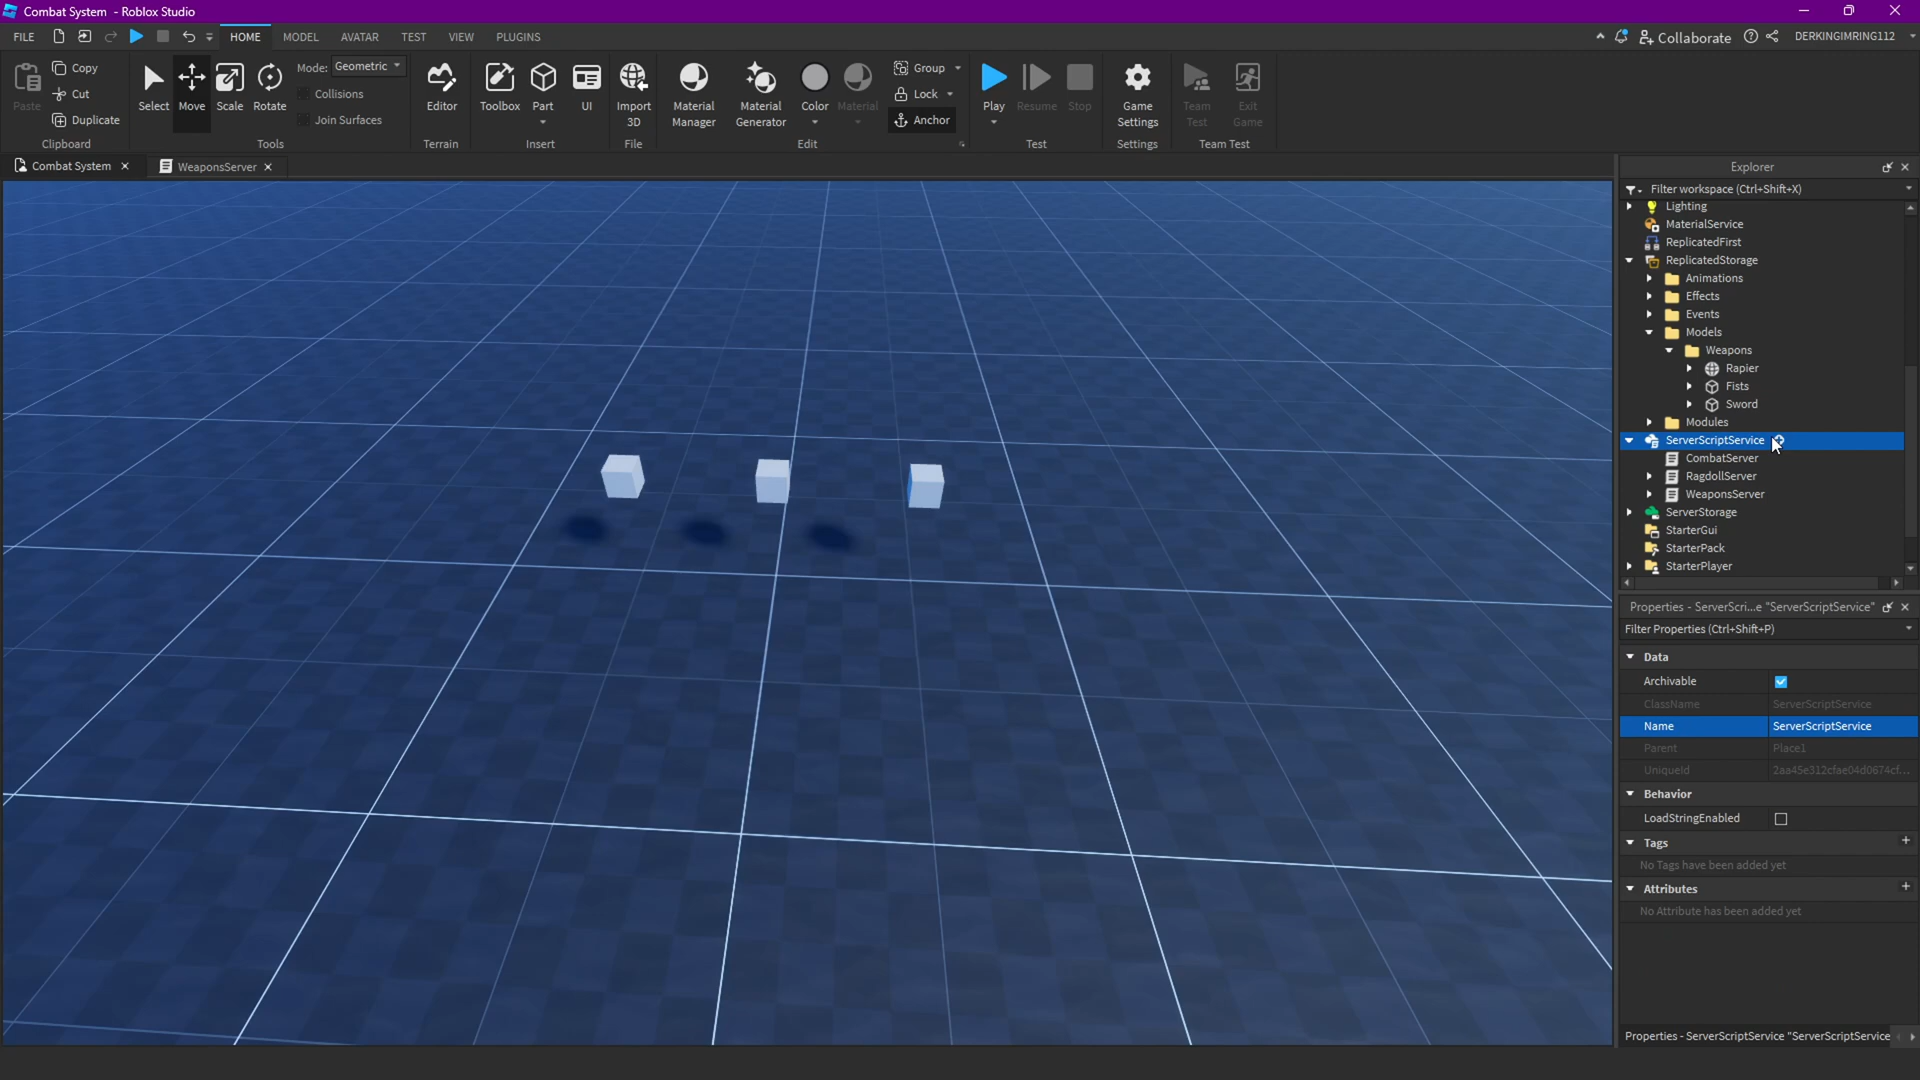 Combat System - Roblox Studio
FILE
HOME MODEL AVATAR TEST VIEW PLUGINS
Collaborate
DERKINGIMRING112
Paste
Copy
Cut
Duplicate
Clipboard
Select
Move
Scale
Rotate
Mode: Geometric
Collisions
Join Surfaces
Tools
Editor
Terrain
Toolbox
Part
UI
Insert
Import
3D
File
Material
Manager
Material
Generator
Color
Material
Group
Lock
Anchor
Edit
Play
Resume
Stop
Test
Game
Settings
Settings
Team
Test
Exit
Game
Team Test
Combat System
WeaponsServer
Explorer
Filter workspace (Ctrl+Shift+X)
Lighting
MaterialService
ReplicatedFirst
ReplicatedStorage
Animations
Effects
Events
Models
Weapons
Rapier
Fists
Sword
Modules
ServerScriptService
CombatServer
RagdollServer
WeaponsServer
ServerStorage
StarterGui
StarterPack
StarterPlayer
Properties - ServerScri...e "ServerScriptService"
Filter Properties (Ctrl+Shift+P)
Data
Archivable
ClassName ServerScriptService
Name ServerScriptService
Parent Place1
UniqueId 2aa45e312cfae04d0674cf...
Behavior
LoadStringEnabled
Tags
No Tags have been added yet
Attributes
No Attribute has been added yet
Properties - ServerScriptService "ServerScriptService